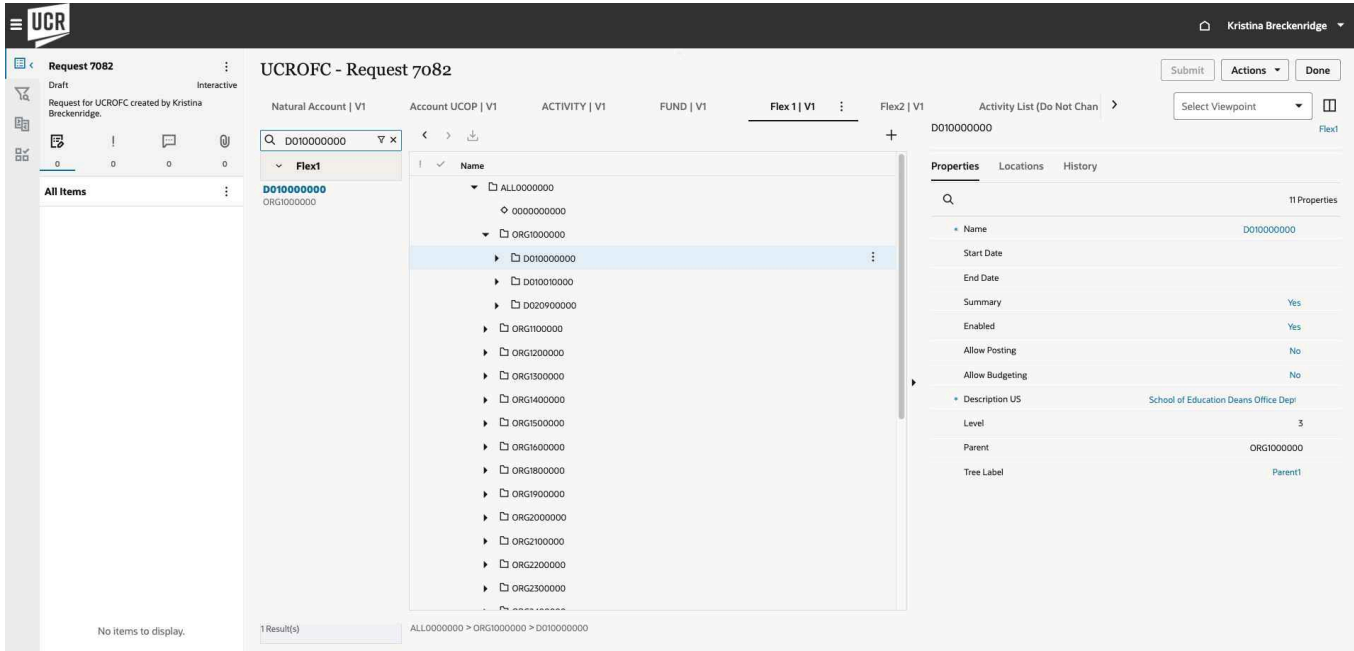 UCR
Kristina Breckenridge
Request 7082
Draft Interactive
Request for UCROFC created by Kristina
Breckenridge.
0 0 0 0
All Items
No items to display.
UCROFC - Request 7082
Submit Actions Done
Natural Account | V1 Account UCOP | V1 ACTIVITY | V1 FUND | V1 Flex 1 | V1 Flex2 | V1 Activity List (Do Not Chan
Select Viewpoint
D010000000
Flex1
D010000000
ORG1000000
1 Result(s)
Name
ALL0000000
0000000000
ORG1000000
D010000000
D010010000
D020900000
ORG1100000
ORG1200000
ORG1300000
ORG1400000
ORG1500000
ORG1600000
ORG1800000
ORG1900000
ORG2000000
ORG2100000
ORG2200000
ORG2300000
ALL0000000 > ORG1000000 > D010000000
D010000000 Flex1
Properties Locations History
11 Properties
Name D010000000
Start Date
End Date
Summary Yes
Enabled Yes
Allow Posting No
Allow Budgeting No
Description US School of Education Deans Office Dep
Level 3
Parent ORG1000000
Tree Label Parent1